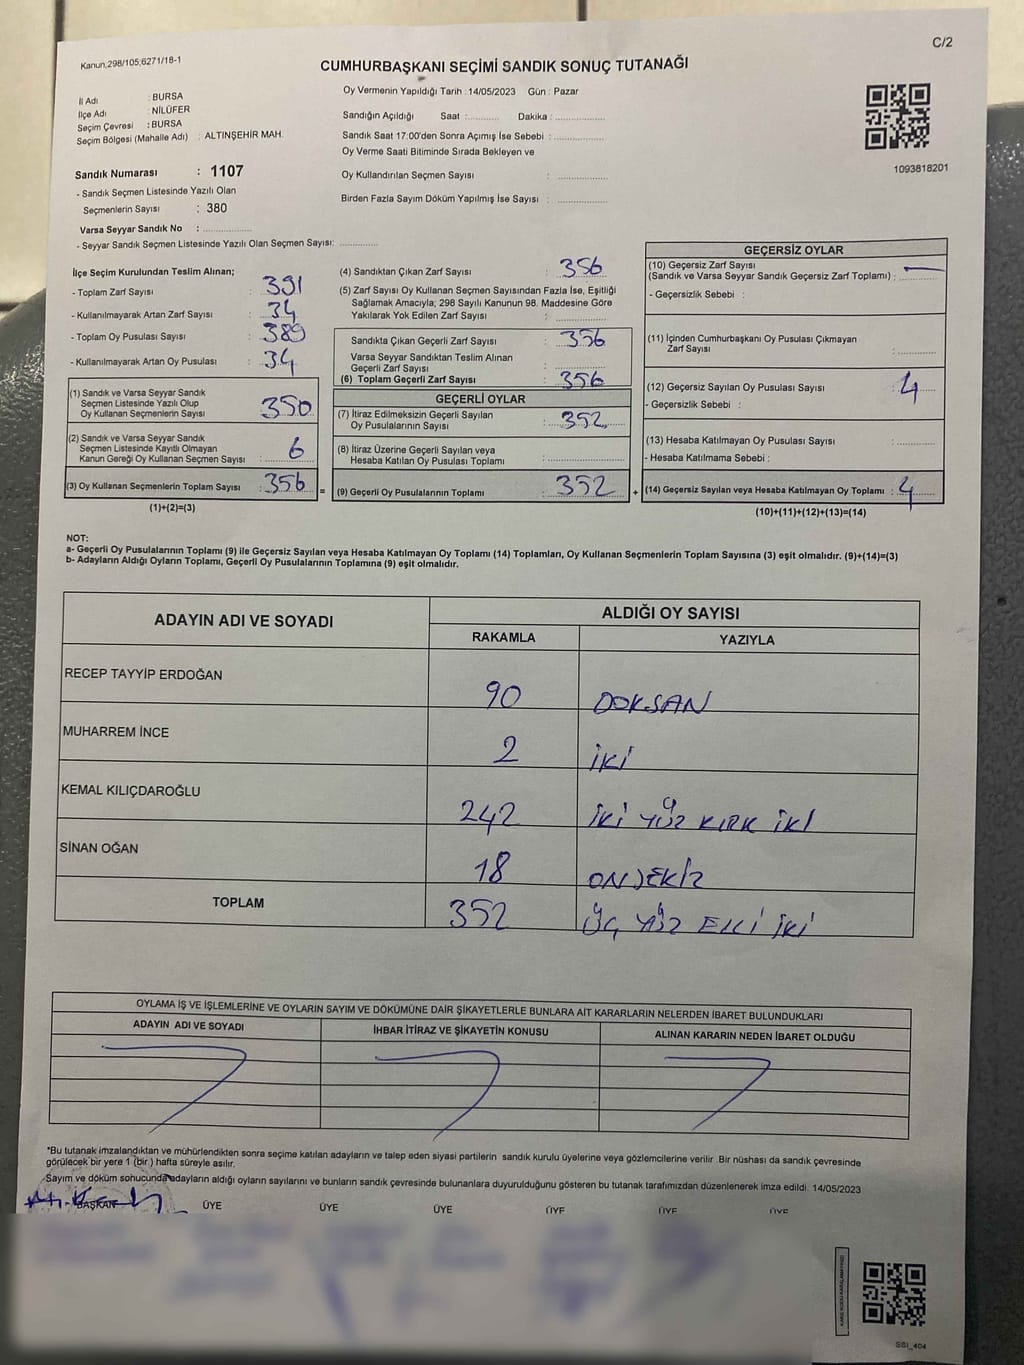 Kanun,298/105;6271/18-1
C/2
CUMHURBAŞKANI SEÇİMİ SANDIK SONUÇ TUTANAĞI
Oy Vermenin Yapıldığı Tarih :14/05/2023 Gün : Pazar
İl Adı : BURSA
İlçe Adı : NİLÜFER
Seçim Çevresi : BURSA
Seçim Bölgesi (Mahalle Adı) : ALTINŞEHİR MAH.
Sandığın Açıldığı Saat :.......... Dakika :...............
Sandık Saat 17:00'den Sonra Açımış İse Sebebi :...............
Oy Verme Saati Bitiminde Sırada Bekleyen ve
Oy Kullandırılan Seçmen Sayısı : ...............
Birden Fazla Sayım Döküm Yapılmış İse Sayısı : ...............
1093818201
Sandık Numarası : 1107
- Sandık Seçmen Listesinde Yazılı Olan
Seçmenlerin Sayısı : 380
Varsa Seyyar Sandık No : ...............
- Seyyar Sandık Seçmen Listesinde Yazılı Olan Seçmen Sayısı: ............
İlçe Seçim Kurulundan Teslim Alınan;
- Toplam Zarf Sayısı : 391
- Kullanılmayarak Artan Zarf Sayısı : 34
- Toplam Oy Pusulası Sayısı : 389
- Kullanılmayarak Artan Oy Pusulası : 34
(1) Sandık ve Varsa Seyyar Sandık
Seçmen Listesinde Yazılı Olup
Oy Kullanan Seçmenlerin Sayısı : 350
(2) Sandık ve Varsa Seyyar Sandık
Seçmen Listesinde Kayıtlı Olmayan
Kanun Gereği Oy Kullanan Seçmen Sayısı : 6
(3) Oy Kullanan Seçmenlerin Toplam Sayısı : 356 =
(1)+(2)=(3)
(4) Sandıktan Çıkan Zarf Sayısı : 356
(5) Zarf Sayısı Oy Kullanan Seçmen Sayısından Fazla İse, Eşitliği
Sağlamak Amacıyla; 298 Sayılı Kanunun 98. Maddesine Göre
Yakılarak Yok Edilen Zarf Sayısı : ...............
Sandıkta Çıkan Geçerli Zarf Sayısı : 356
Varsa Seyyar Sandıktan Teslim Alınan
Geçerli Zarf Sayısı : ...............
(6) Toplam Geçerli Zarf Sayısı : 356
GEÇERLİ OYLAR
(7) İtiraz Edilmeksizin Geçerli Sayılan
Oy Pusulalarının Sayısı : 352
(8) İtiraz Üzerine Geçerli Sayılan veya
Hesaba Katılan Oy Pusulası Toplamı : ...............
(9) Geçerli Oy Pusulalarının Toplamı : 352 +
GEÇERSİZ OYLAR
(10) Geçersiz Zarf Sayısı
(Sandık ve Varsa Seyyar Sandık Geçersiz Zarf Toplamı) : —
- Geçersizlik Sebebi :
(11) İçinden Cumhurbaşkanı Oy Pusulası Çıkmayan
Zarf Sayısı : ...............
(12) Geçersiz Sayılan Oy Pusulası Sayısı : 4
- Geçersizlik Sebebi :
(13) Hesaba Katılmayan Oy Pusulası Sayısı : ...............
- Hesaba Katılmama Sebebi :
(14) Geçersiz Sayılan veya Hesaba Katılmayan Oy Toplamı : 4
(10)+(11)+(12)+(13)=(14)
NOT:
a- Geçerli Oy Pusulalarının Toplamı (9) ile Geçersiz Sayılan veya Hesaba Katılmayan Oy Toplamı (14) Toplamları, Oy Kullanan Seçmenlerin Toplam Sayısına (3) eşit olmalıdır. (9)+(14)=(3)
b- Adayların Aldığı Oyların Toplamı, Geçerli Oy Pusulalarının Toplamına (9) eşit olmalıdır.
ADAYIN ADI VE SOYADI ALDIĞI OY SAYISI
RAKAMLA YAZIYLA
RECEP TAYYİP ERDOĞAN 90 DOKSAN
MUHARREM İNCE 2 İKİ
KEMAL KILIÇDAROĞLU 242 İKİ YÜZ KIRK İKİ
SİNAN OĞAN 18 ONSEKİZ
TOPLAM 352 ÜÇ YÜZ ELLİ İKİ
OYLAMA İŞ VE İŞLEMLERİNE VE OYLARIN SAYIM VE DÖKÜMÜNE DAİR ŞİKAYETLERLE BUNLARA AİT KARARLARIN NELERDEN İBARET BULUNDUKLARI
ADAYIN ADI VE SOYADI İHBAR İTİRAZ VE ŞİKAYETİN KONUSU ALINAN KARARIN NEDEN İBARET OLDUĞU
*Bu tutanak imzalandıktan ve mühürlendikten sonra seçime katılan adayların ve talep eden siyasi partilerin sandık kurulu üyelerine veya gözlemcilerine verilir .Bir nüshası da sandık çevresinde
görülecek bir yere 1 (bir ) hafta süreyle asılır.
Sayım ve döküm sonucunda adayların aldığı oyların sayılarını ve bunların sandık çevresinde bulunanlara duyurulduğunu gösteren bu tutanak tarafımızdan düzenlenerek imza edildi. 14/05/2023
BAŞKAN ÜYE ÜYE ÜYE ÜYE ÜYE ÜYE
SSI_404